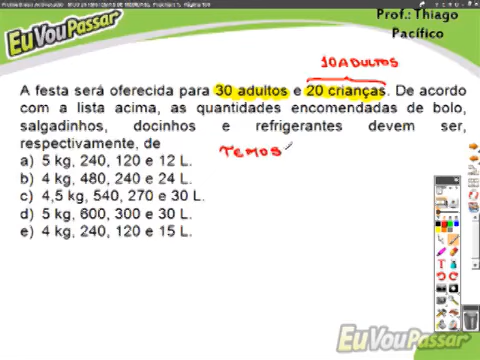 EuVouPassar
Prof.: Thiago
Pacífico
10 ADULTOS
A festa será oferecida para 30 adultos e 20 crianças. De acordo
com a lista acima, as quantidades encomendadas de bolo,
salgadinhos, docinhos e refrigerantes devem ser,
respectivamente, de
TEMOS
a) 5 kg, 240, 120 e 12 L.
b) 4 kg, 480, 240 e 24 L.
c) 4,5 kg, 540, 270 e 30 L.
d) 5 kg, 600, 300 e 30 L.
e) 4 kg, 240, 120 e 15 L.
EuVouPassar